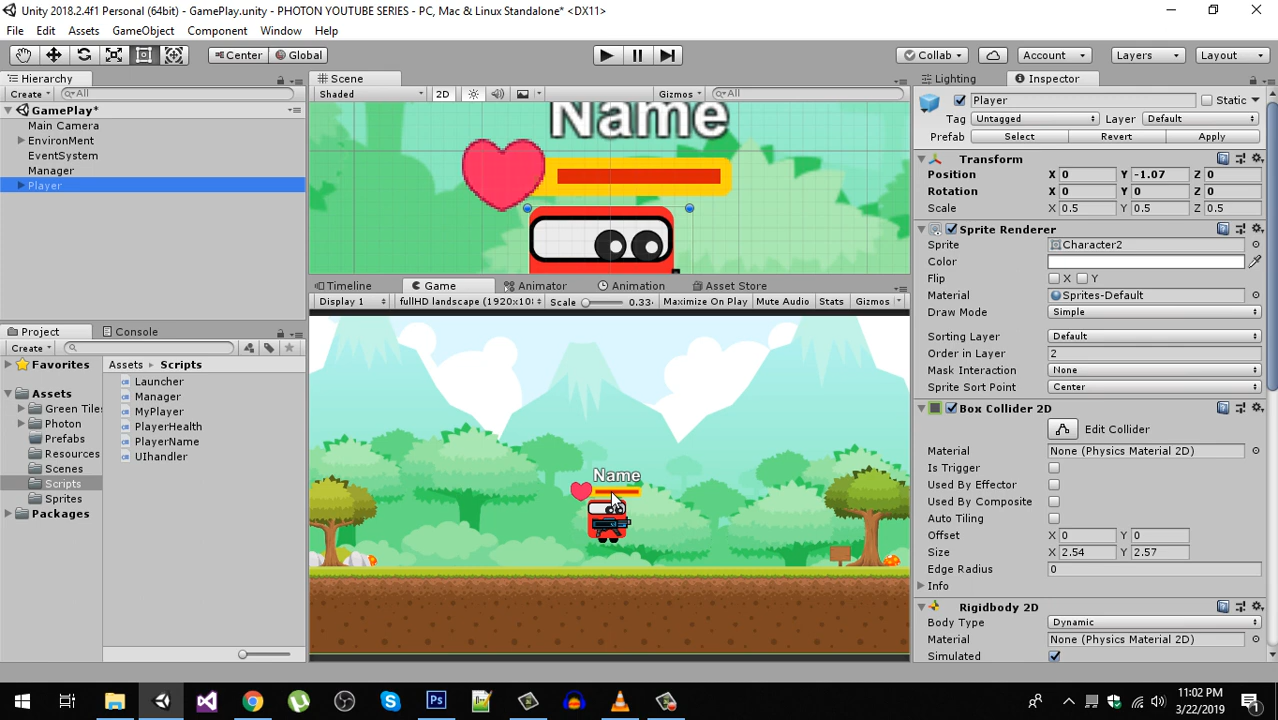 Unity 2018.2.4f1 Personal (64bit) - GamePlay.unity - PHOTON YOUTUBE SERIES - PC, Mac & Linux Standalone* <DX11>
File Edit Assets GameObject Component Window Help
Center Global Collab Account Layers Layout
Hierarchy
Create All
GamePlay*
Main Camera
EnvironMent
EventSystem
Manager
Player
Project Console
Create
Favorites
Assets
Green Tile
Photon
Prefabs
Resources
Scenes
Scripts
Sprites
Packages
Assets Scripts
Launcher
Manager
MyPlayer
PlayerHealth
PlayerName
UIhandler
Scene
Shaded 2D Gizmos All
Name
Timeline Game Animator Animation Asset Store
Display 1 fullHD landscape (1920x10 Scale 0.33 Maximize On Play Mute Audio Stats Gizmos
Name
Lighting Inspector
Player Static
Tag Untagged Layer Default
Prefab Select Revert Apply
Transform
Position X 0 Y -1.07 Z 0
Rotation X 0 Y 0 Z 0
Scale X 0.5 Y 0.5 Z 0.5
Sprite Renderer
Sprite Character2
Color
Flip X Y
Material Sprites-Default
Draw Mode Simple
Sorting Layer Default
Order in Layer 2
Mask Interaction None
Sprite Sort Point Center
Box Collider 2D
Edit Collider
Material None (Physics Material 2D)
Is Trigger
Used By Effector
Used By Composite
Auto Tiling
Offset X 0 Y 0
Size X 2.54 Y 2.57
Edge Radius 0
Info
Rigidbody 2D
Body Type Dynamic
Material None (Physics Material 2D)
Simulated
Ps
11:02 PM
3/22/2019
1